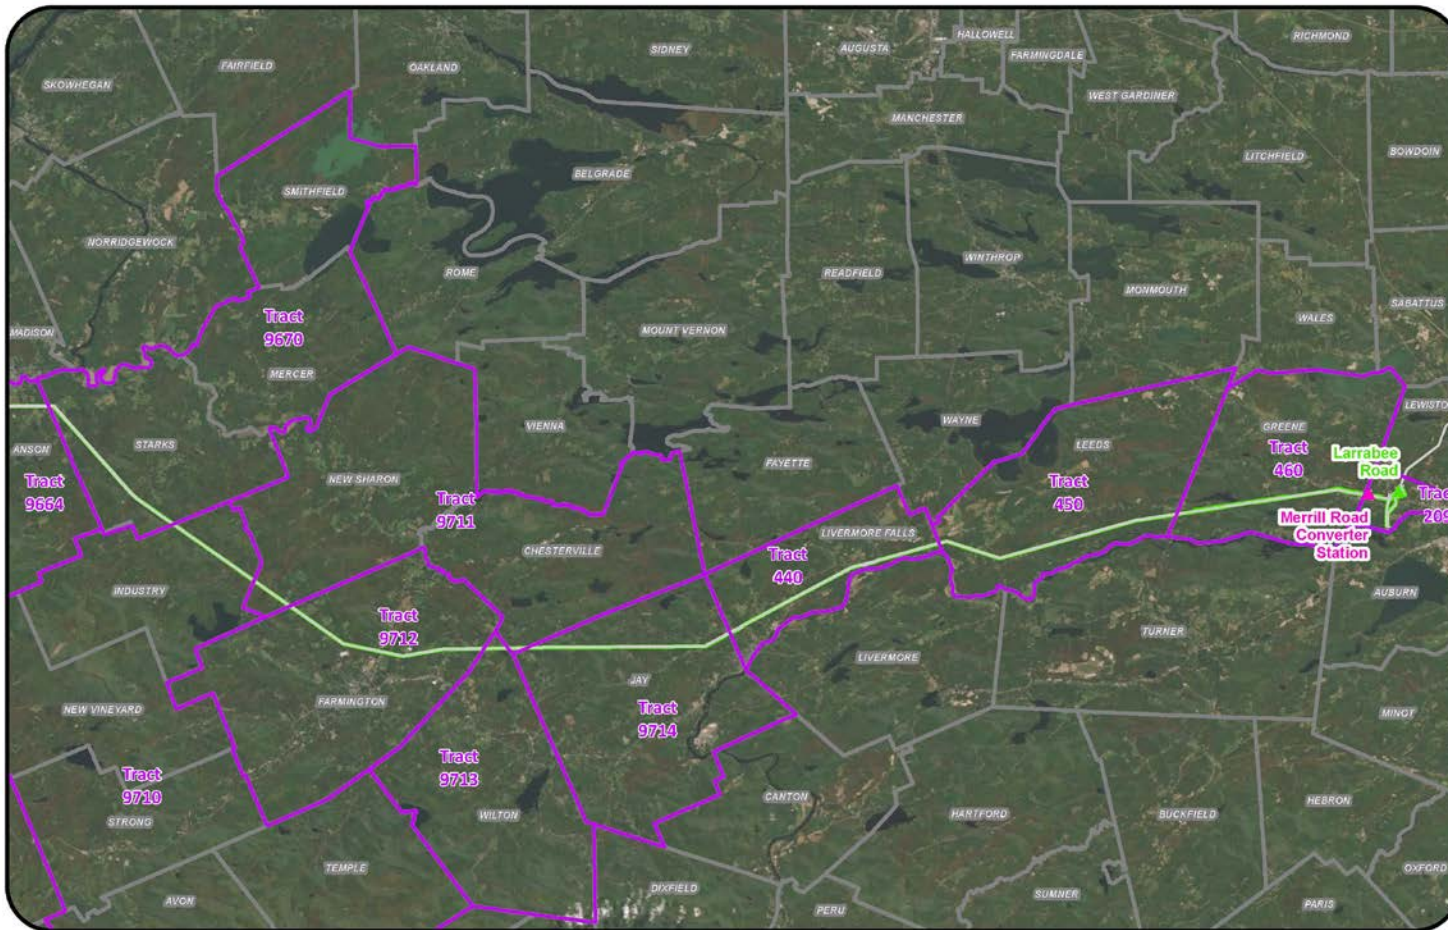 HALLOWELL
RICHMOND
SIDNEY
AUGUSTA
FARMINGDALE
FAIRFIELD
OAKLAND
SKOWHEGAN
WEST GARDINER
MANCHESTER
BOWDOIN
LITCHFIELD
BELGRADE
SMITHFIELD
NORRIDGEWOCK
WINTHROP
ROME
READFIELD
MONMOUTH
SABATTUS
WALES
Tract
9670
MADISON
MOUNT VERNON
MERCER
LEWISTO
WAYNE
VIENNA
GREENE
STARKS
LEEDS
ANSON
Tract
460
Larrabee
Road
FAYETTE
NEW SHARON
Tract
9664
Tract
450
Tract
9711
Trac
209
LIVERMORE FALLS
Merrill Road
Converter
Station
CHESTERVILLE
Tract
440
INDUSTRY
AUBURN
Tract
9712
TURNER
LIVERMORE
JAY
FARMINGTON
NEW VINEYARD
Tract
9714
MINOT
Tract
9713
Tract
9710
CANTON
HEBRON
WILTON
HARTFORD
BUCKFIELD
STRONG
TEMPLE
OXFORD
DIXFIELD
SUMNER
AVON
PARIS
PERU